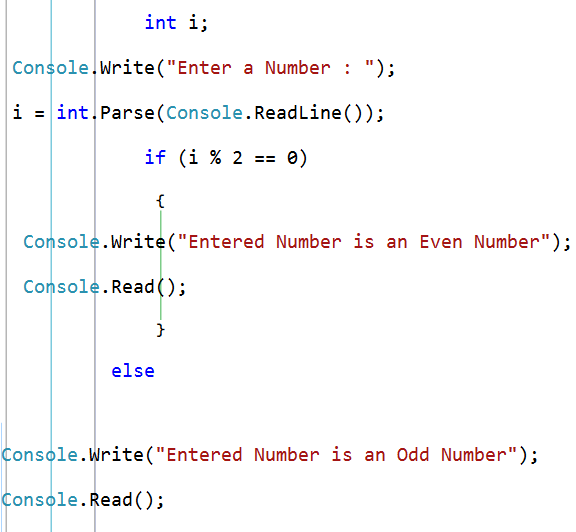 int i;
Console.Write("Enter a Number : ");
i = int.Parse(Console.ReadLine());
if (i % 2 == 0)
{
Console.Write("Entered Number is an Even Number");
Console.Read();
}
else
Console.Write("Entered Number is an Odd Number");
Console.Read();